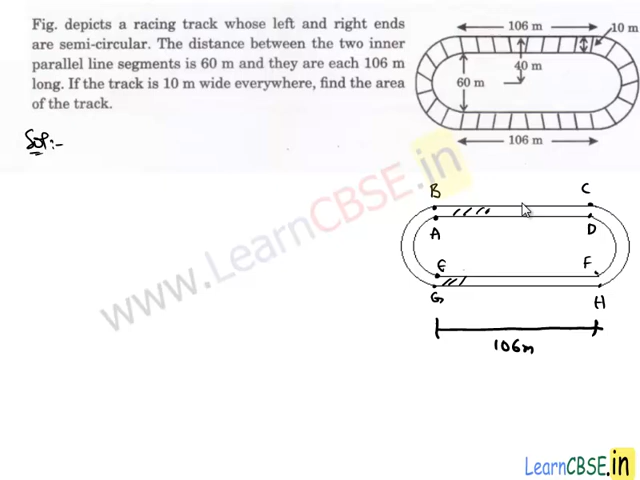 Fig. depicts a racing track whose left and right ends
are semi-circular. The distance between the two inner
parallel line segments is 60 m and they are each 106 m
long. If the track is 10 m wide everywhere, find the area
of the track.
106 m
10 m
40 m
60 m
106 m
Sol:-
B
C
A
D
E
F
G
H
106m
www.LearnCBSE.in
LearnCBSE.in